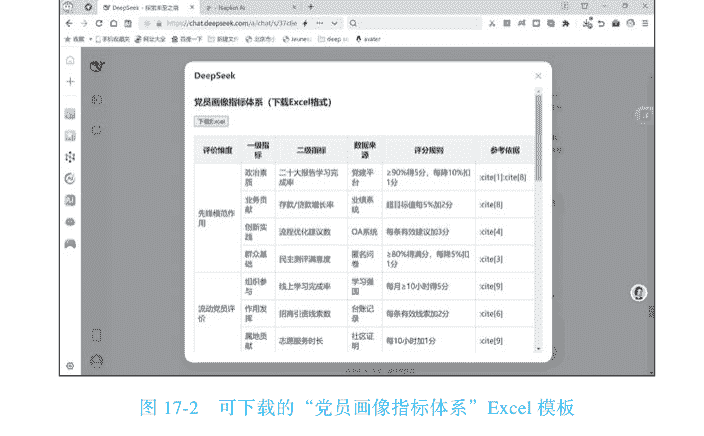 DeepSeek - 探索未至之境
Napkin AI
https://chat.deepseek.com/a/chat/s/37c8e
收藏
手机收藏夹
网址大全
百度一下
新建文件
北京市
deep se
avater
DeepSeek
党员画像指标体系（下载Excel格式）
下载Excel
评价维度 一级指标 二级指标 数据来源 评分规则 参考依据
先锋模范作用
政治素质 二十大报告学习完成率 党建平台 ≥90%得5分，每降10%扣1分 :cite[1]:cite[8]
业务贡献 存款/贷款增长率 业绩系统 超目标值每5%加2分 :cite[8]
创新实践 流程优化建议数 OA系统 每条有效建议加3分 :cite[4]
群众基础 民主测评满意度 匿名问卷 ≥80%得满分，每降5%扣1分 :cite[3]
流动党员评价
组织参与 线上学习完成率 学习强国 每月≥10小时得5分 :cite[9]
作用发挥 招商引资线索数 台账记录 每条有效线索加2分 :cite[6]
属地贡献 志愿服务时长 社区证明 每10小时加1分 :cite[9]
图 17-2 可下载的“党员画像指标体系”Excel 模板